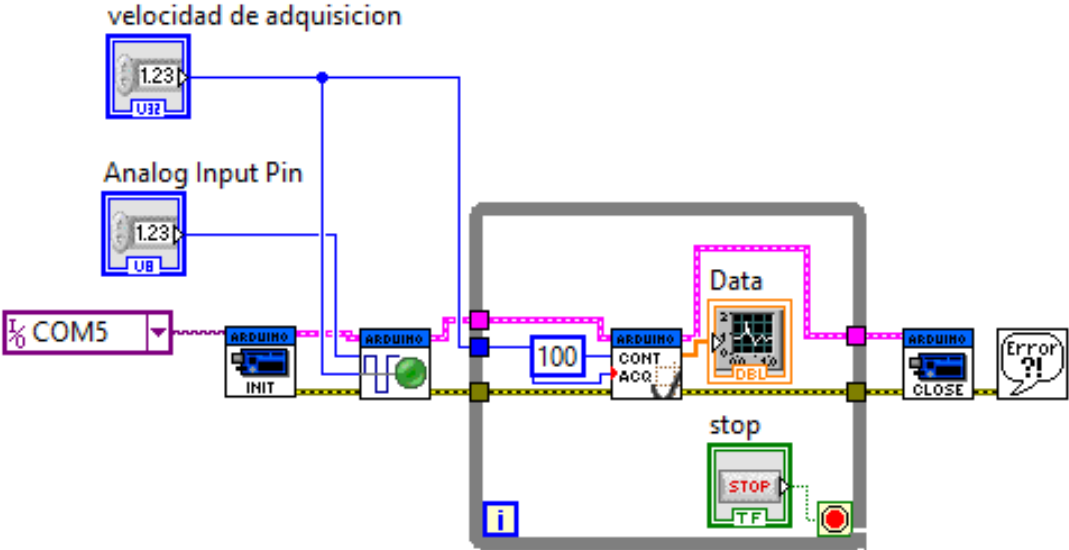 velocidad de adquisicion
1.23
U32
Analog Input Pin
1.23
U8
I/O COM5
ARDUINO
INIT
ARDUINO
100
ARDUINO
CONT
ACQ
Data
DBL
ARDUINO
CLOSE
Error
?!
stop
STOP
TF
i